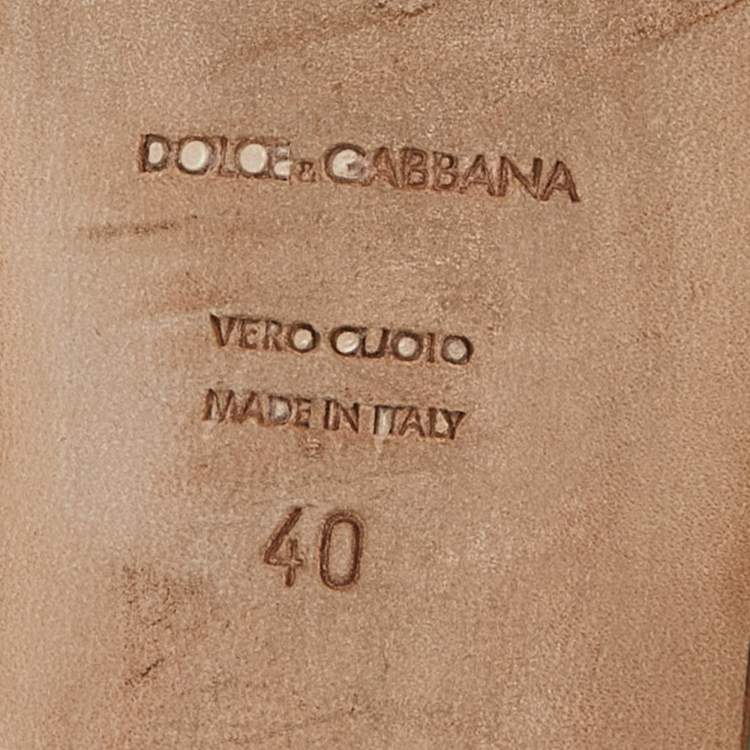 DOLCE & GABBANA
VERO CUOIO
MADE IN ITALY
40